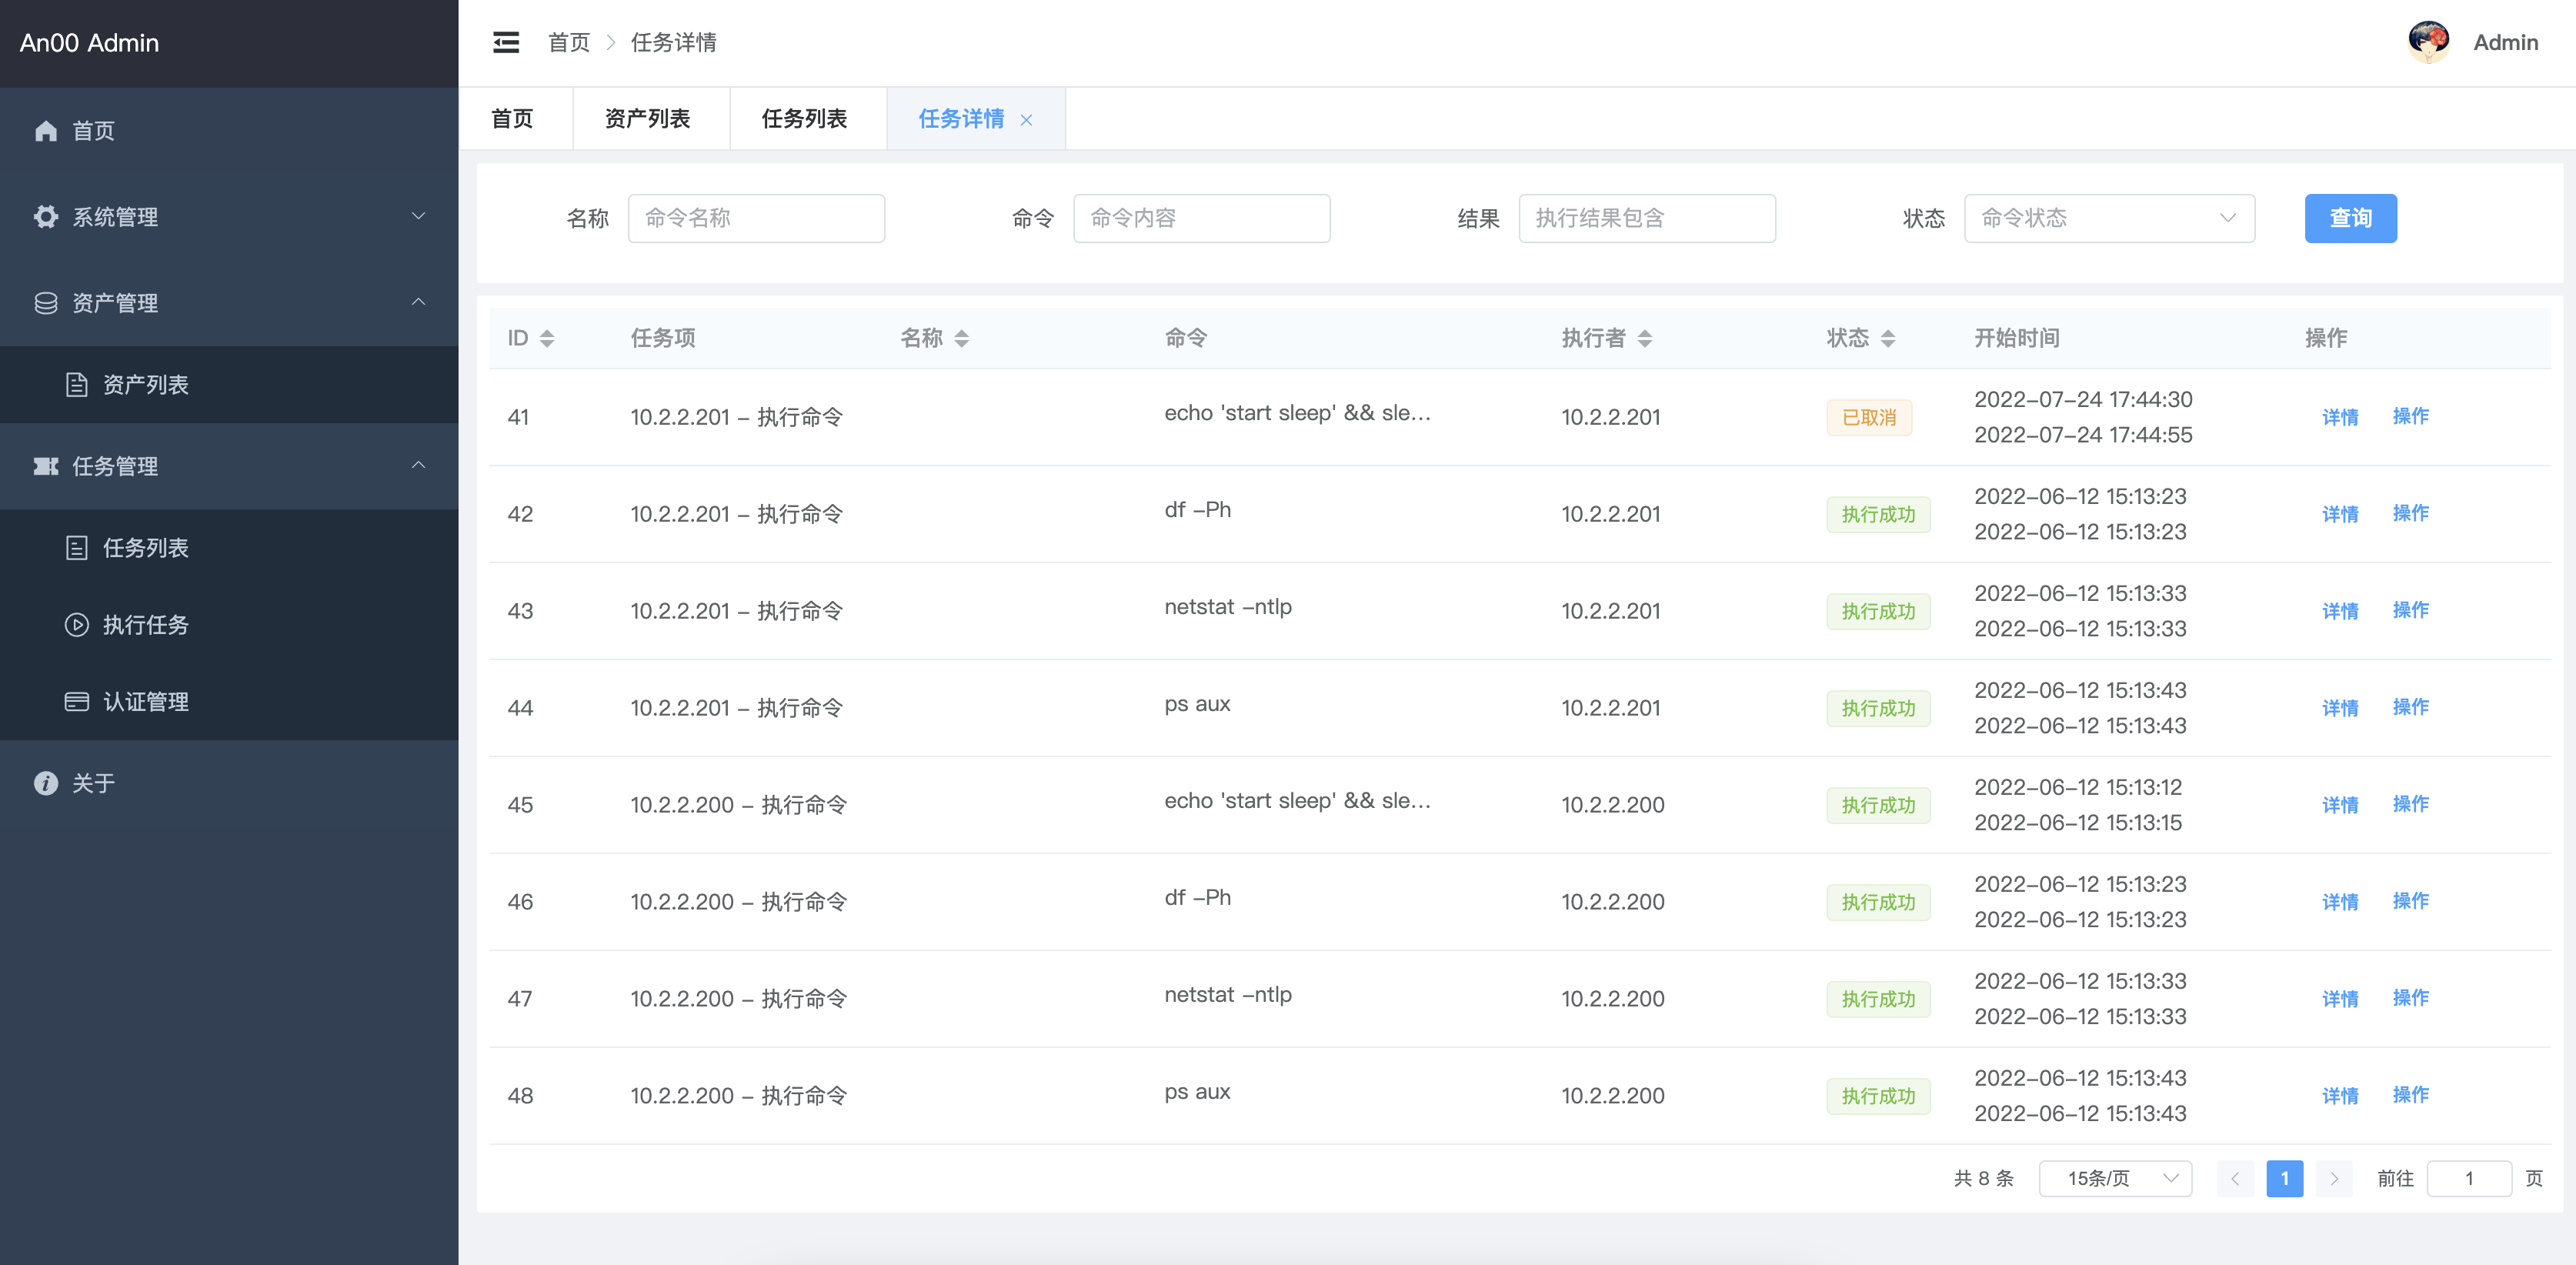 An00 Admin
首页
系统管理
资产管理
资产列表
任务管理
任务列表
执行任务
认证管理
关于
首页 > 任务详情
Admin
首页 资产列表 任务列表 任务详情 ×
名称 命令名称 命令 命令内容 结果 执行结果包含 状态 命令状态 查询
ID 任务项 名称 命令 执行者 状态 开始时间 操作
41 10.2.2.201 - 执行命令 echo 'start sleep' && sle... 10.2.2.201 已取消 2022-07-24 17:44:30 详情 操作
2022-07-24 17:44:55
42 10.2.2.201 - 执行命令 df -Ph 10.2.2.201 执行成功 2022-06-12 15:13:23 详情 操作
2022-06-12 15:13:23
43 10.2.2.201 - 执行命令 netstat -ntlp 10.2.2.201 执行成功 2022-06-12 15:13:33 详情 操作
2022-06-12 15:13:33
44 10.2.2.201 - 执行命令 ps aux 10.2.2.201 执行成功 2022-06-12 15:13:43 详情 操作
2022-06-12 15:13:43
45 10.2.2.200 - 执行命令 echo 'start sleep' && sle... 10.2.2.200 执行成功 2022-06-12 15:13:12 详情 操作
2022-06-12 15:13:15
46 10.2.2.200 - 执行命令 df -Ph 10.2.2.200 执行成功 2022-06-12 15:13:23 详情 操作
2022-06-12 15:13:23
47 10.2.2.200 - 执行命令 netstat -ntlp 10.2.2.200 执行成功 2022-06-12 15:13:33 详情 操作
2022-06-12 15:13:33
48 10.2.2.200 - 执行命令 ps aux 10.2.2.200 执行成功 2022-06-12 15:13:43 详情 操作
2022-06-12 15:13:43
共 8 条 15条/页 < 1 > 前往 1 页